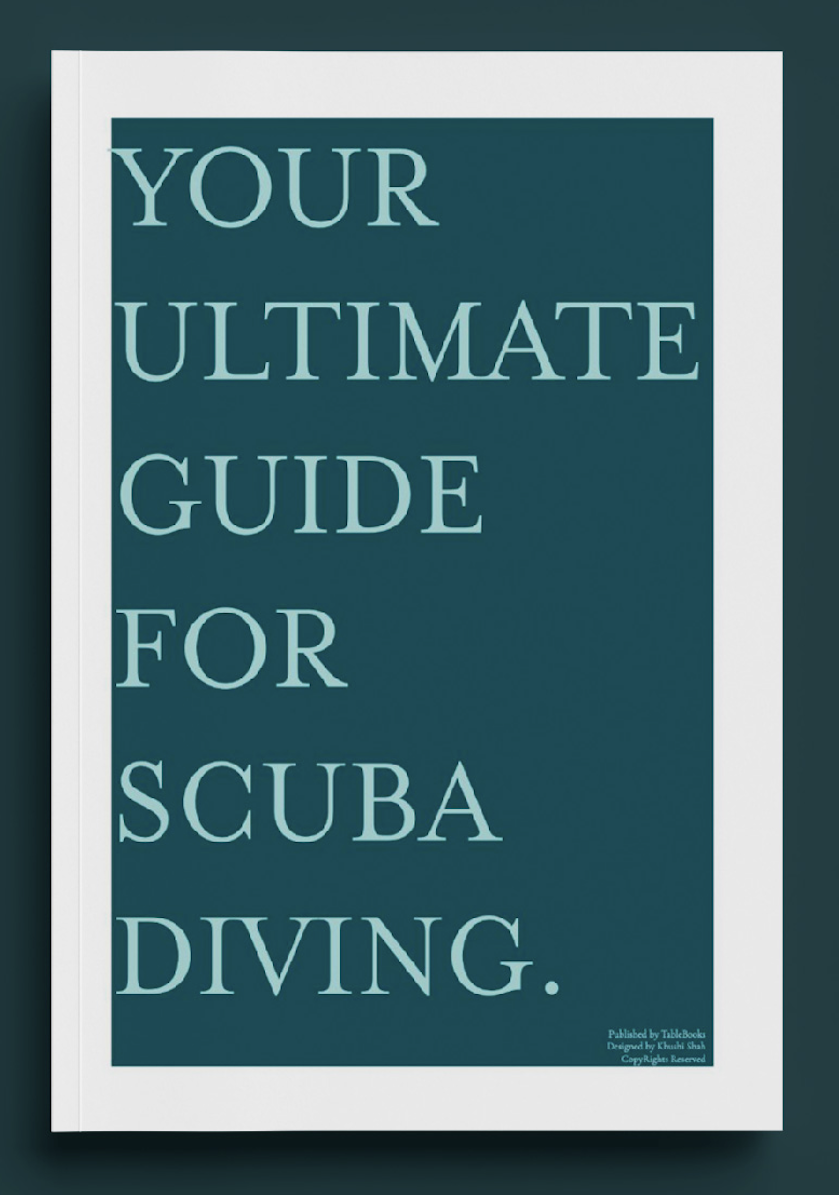 YOUR
ULTIMATE
GUIDE
FOR
SCUBA
DIVING.
Published by TableBooks
Designed by Khushi Shah
CopyRights Reserved